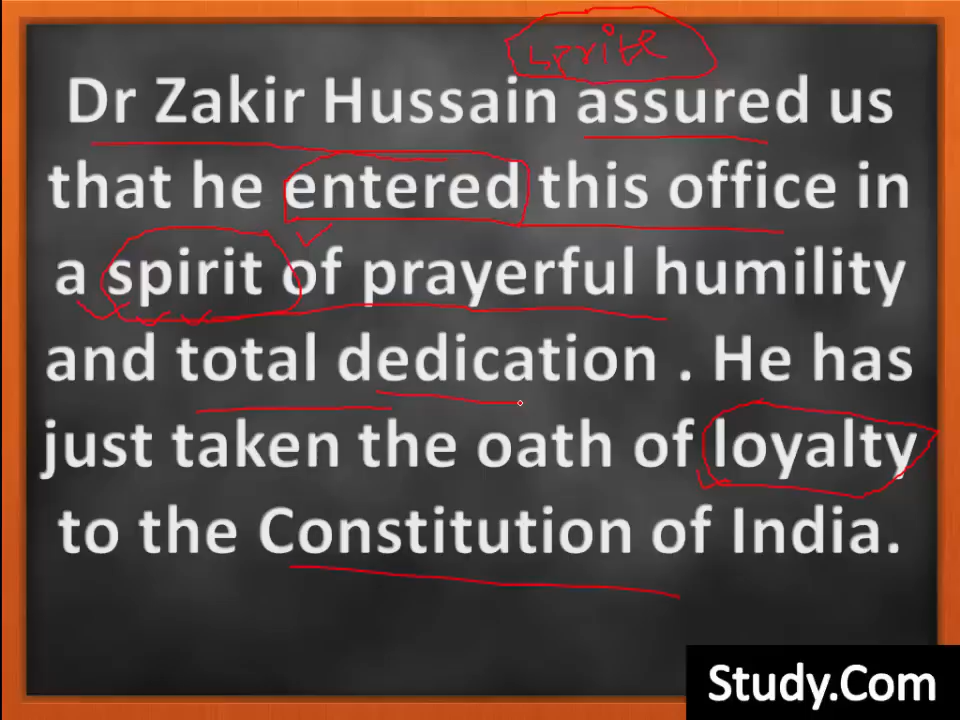 sprite
Dr Zakir Hussain assured us
that he entered this office in
a spirit of prayerful humility
and total dedication . He has
just taken the oath of loyalty
to the Constitution of India.
Study.Com